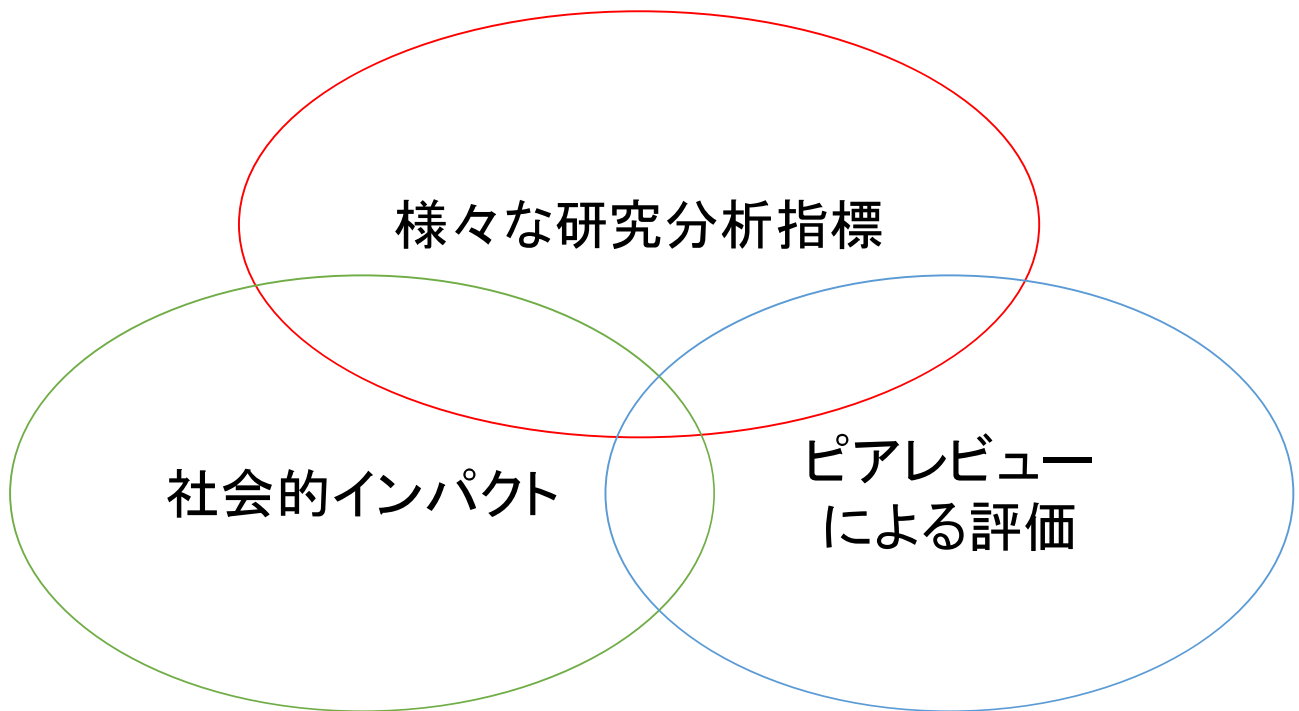 様々な研究分析指標
社会的インパクト
ピアレビュー
による評価